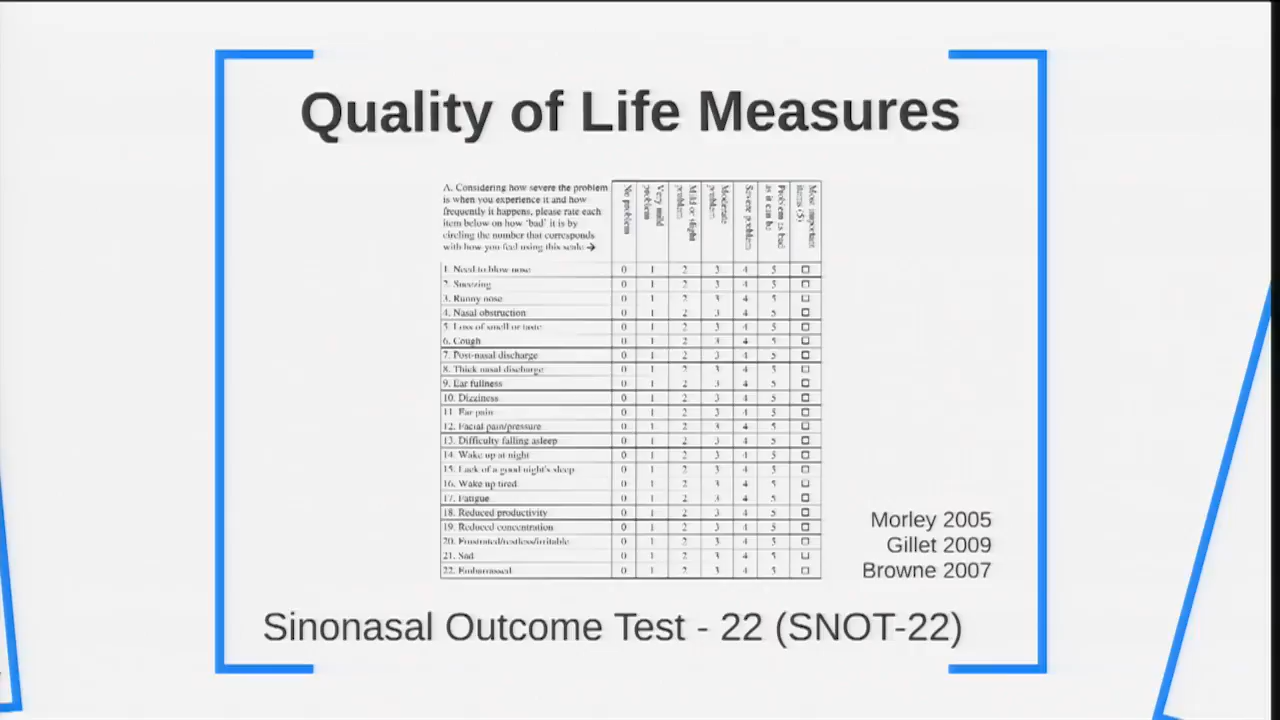 Quality of Life Measures
A. Considering how severe the problem
is when you experience it and how
frequently it happens, please rate each
item below on how 'bad' it is by
circling the number that corresponds
with how you feel using this scale →
No problem
Very mild
problem
Mild or slight
problem
Moderate
problem
Severe problem
Problem as bad
as it can be
Most important
items (5)
1. Need to blow nose 0 1 2 3 4 5
2. Sneezing 0 1 2 3 4 5
3. Runny nose 0 1 2 3 4 5
4. Nasal obstruction 0 1 2 3 4 5
5. Loss of smell or taste 0 1 2 3 4 5
6. Cough 0 1 2 3 4 5
7. Post-nasal discharge 0 1 2 3 4 5
8. Thick nasal discharge 0 1 2 3 4 5
9. Ear fullness 0 1 2 3 4 5
10. Dizziness 0 1 2 3 4 5
11. Ear pain 0 1 2 3 4 5
12. Facial pain/pressure 0 1 2 3 4 5
13. Difficulty falling asleep 0 1 2 3 4 5
14. Wake up at night 0 1 2 3 4 5
15. Lack of a good night's sleep 0 1 2 3 4 5
16. Wake up tired 0 1 2 3 4 5
17. Fatigue 0 1 2 3 4 5
18. Reduced productivity 0 1 2 3 4 5
19. Reduced concentration 0 1 2 3 4 5
20. Frustrated/restless/irritable 0 1 2 3 4 5
21. Sad 0 1 2 3 4 5
22. Embarrassed 0 1 2 3 4 5
Morley 2005
Gillet 2009
Browne 2007
Sinonasal Outcome Test - 22 (SNOT-22)